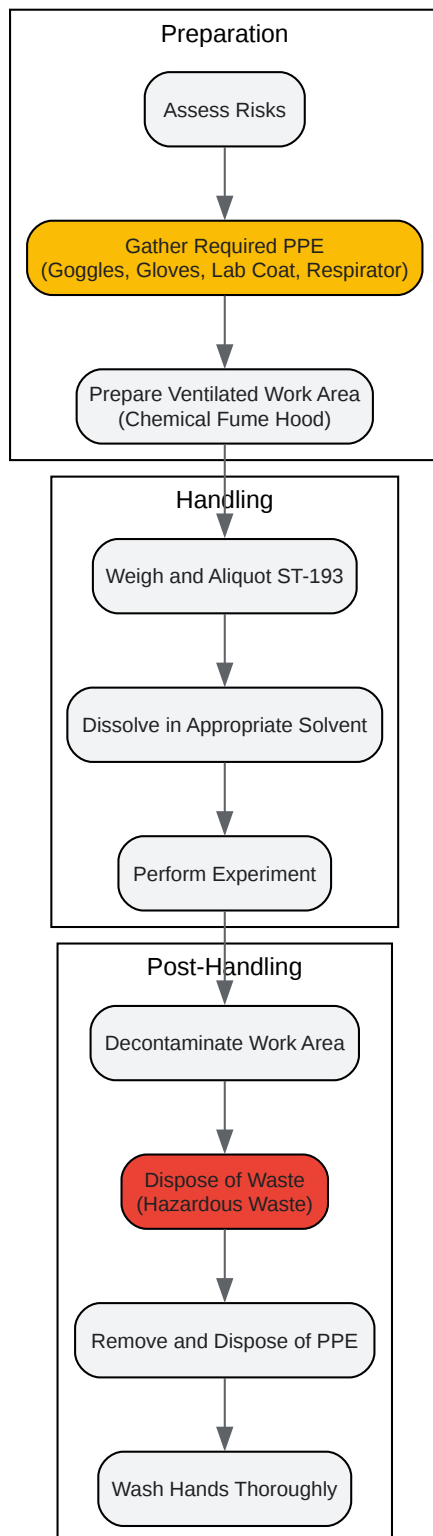 Preparation
Assess Risks
Gather Required PPE
(Goggles, Gloves, Lab Coat, Respirator)
Prepare Ventilated Work Area
(Chemical Fume Hood)
Handling
Weigh and Aliquot ST-193
Dissolve in Appropriate Solvent
Perform Experiment
Post-Handling
Decontaminate Work Area
Dispose of Waste
(Hazardous Waste)
Remove and Dispose of PPE
Wash Hands Thoroughly